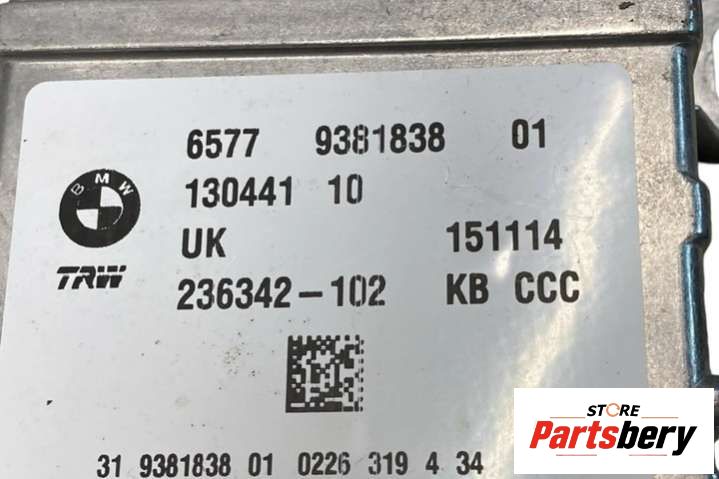 6577 9381838 01
BMW
130441 10
UK 151114
TRW
236342-102 KB CCC
31 9381838 01 0226 319 4 34
STORE
Partsbery